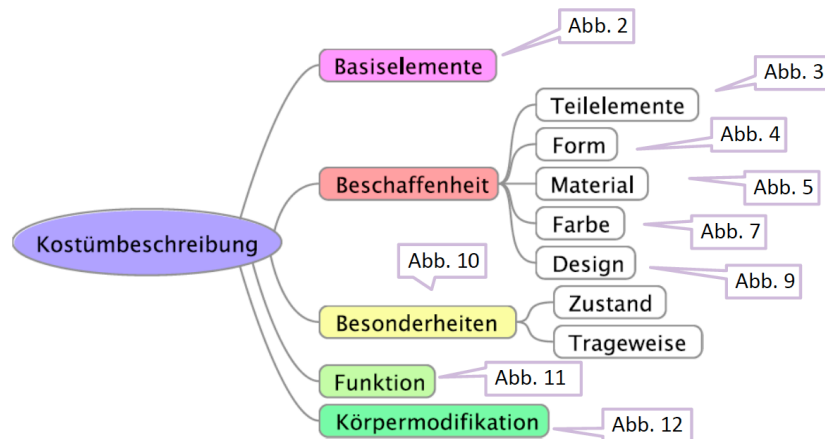 Abb. 2
Basiselemente
Abb. 3
Teilelemente
Abb. 4
Form
Beschaffenheit
Material
Abb. 5
Farbe
Abb. 7
Kostümbeschreibung
Abb. 10
Design
Abb. 9
Zustand
Besonderheiten
Trageweise
Funktion
Abb. 11
Körpermodifikation
Abb. 12